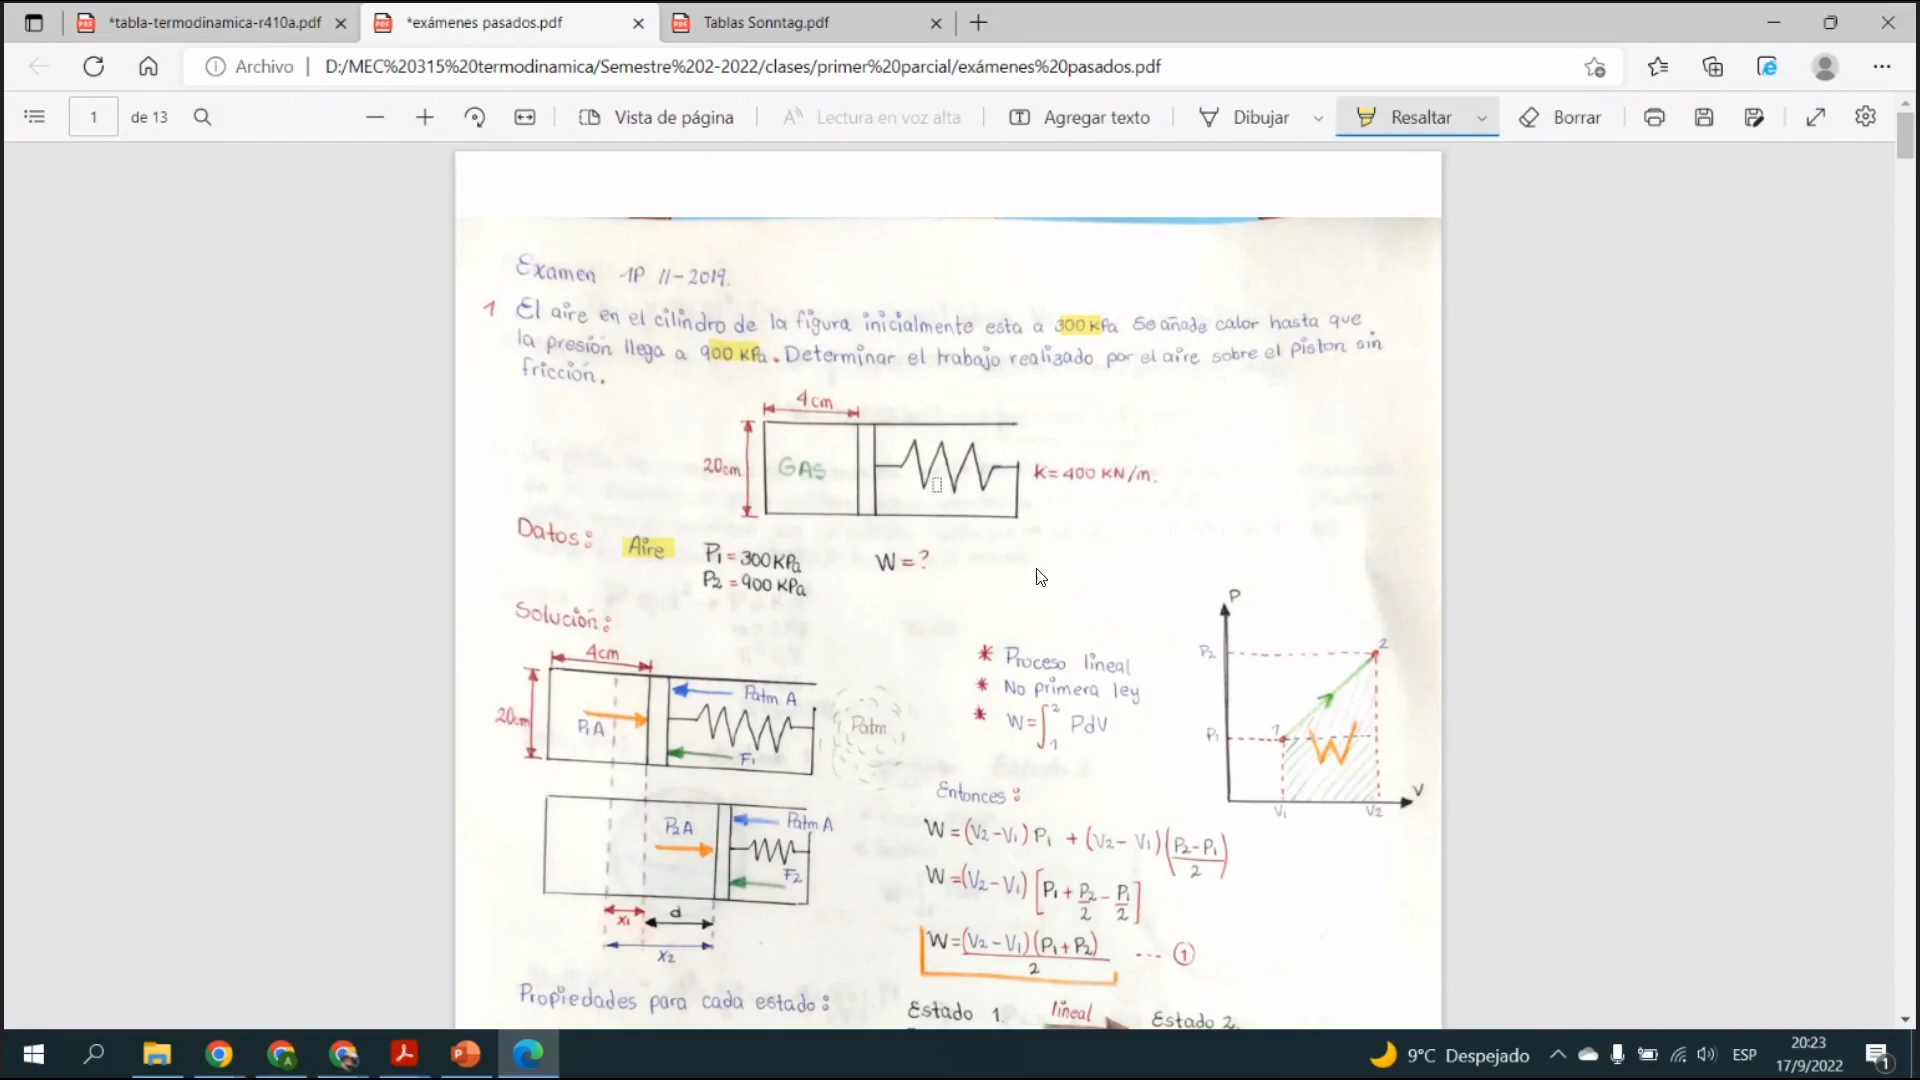 *tabla-termodinamica-r410a.pdf
*exámenes pasados.pdf
Tablas Sonntag.pdf
Archivo
D:/MEC%20315%20termodinamica/Semestre%202-2022/clases/primer%20parcial/exámenes%20pasados.pdf
1
de 13
Vista de página
Lectura en voz alta
Agregar texto
Dibujar
Resaltar
Borrar
Examen 1P II-2019.
1 El aire en el cilindro de la figura inicialmente esta a 300 KPa Se añade calor hasta que
la presión llega a 900 KPa. Determinar el trabajo realizado por el aire sobre el piston sin
fricción.
4cm
20cm
GAS
K= 400 KN/m.
Datos:
Aire
P1 = 300KPa
P2 = 900 KPa
W = ?
Solución:
4cm
20cm
P1A
Patm A
F1
Patm
P2A
Patm A
F2
x1
d
x2
* Proceso lineal
* No primera ley
* W=∫₁² PdV
P
P2
2
P1
1
W
V1
V2
V
Entonces:
W = (V2-V1) P1 + (V2-V1)(P2-P1/2)
W = (V2-V1) [P1 + P2/2 - P1/2]
W = (V2-V1)(P1+P2)/2 --- ①
Propiedades para cada estado:
Estado 1.
lineal
Estado 2.
9°C Despejado
ESP
20:23
17/9/2022
1